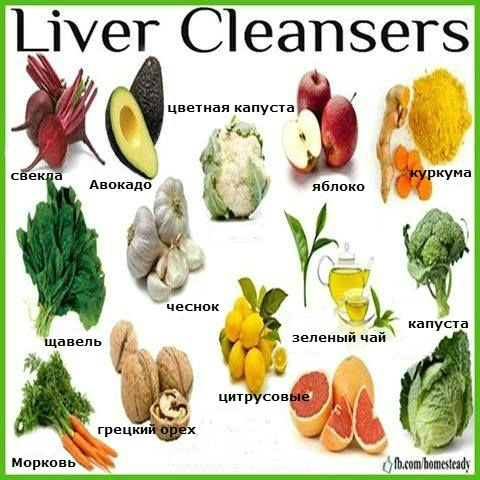 Liver Cleansers
цветная капуста
свекла
Авокадо
яблоко
куркума
чеснок
щавель
зеленый чай
капуста
цитрусовые
грецкий орех
Морковь
fb.com/homesteady